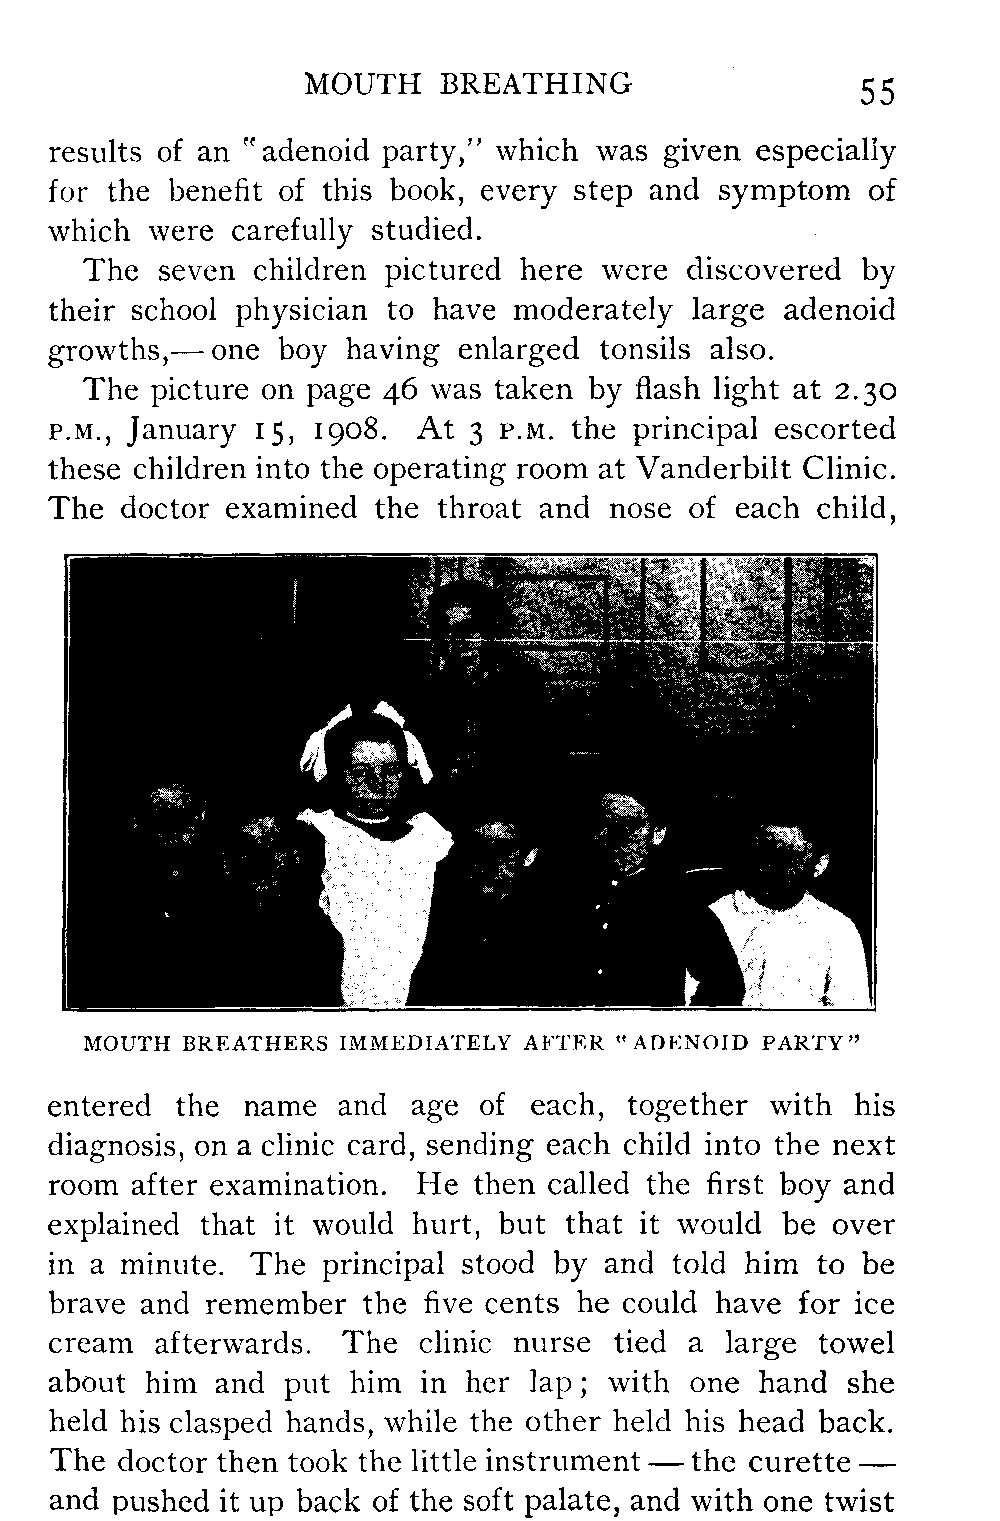 MOUTH BREATHING 55
results of an "adenoid party," which was given especially
for the benefit of this book, every step and symptom of
which were carefully studied.
The seven children pictured here were discovered by
their school physician to have moderately large adenoid
growths,— one boy having enlarged tonsils also.
The picture on page 46 was taken by flash light at 2.30
P.M., January 15, 1908. At 3 P.M. the principal escorted
these children into the operating room at Vanderbilt Clinic.
The doctor examined the throat and nose of each child,
MOUTH BREATHERS IMMEDIATELY AFTER "ADENOID PARTY"
entered the name and age of each, together with his
diagnosis, on a clinic card, sending each child into the next
room after examination. He then called the first boy and
explained that it would hurt, but that it would be over
in a minute. The principal stood by and told him to be
brave and remember the five cents he could have for ice
cream afterwards. The clinic nurse tied a large towel
about him and put him in her lap; with one hand she
held his clasped hands, while the other held his head back.
The doctor then took the little instrument — the curette —
and pushed it up back of the soft palate, and with one twist